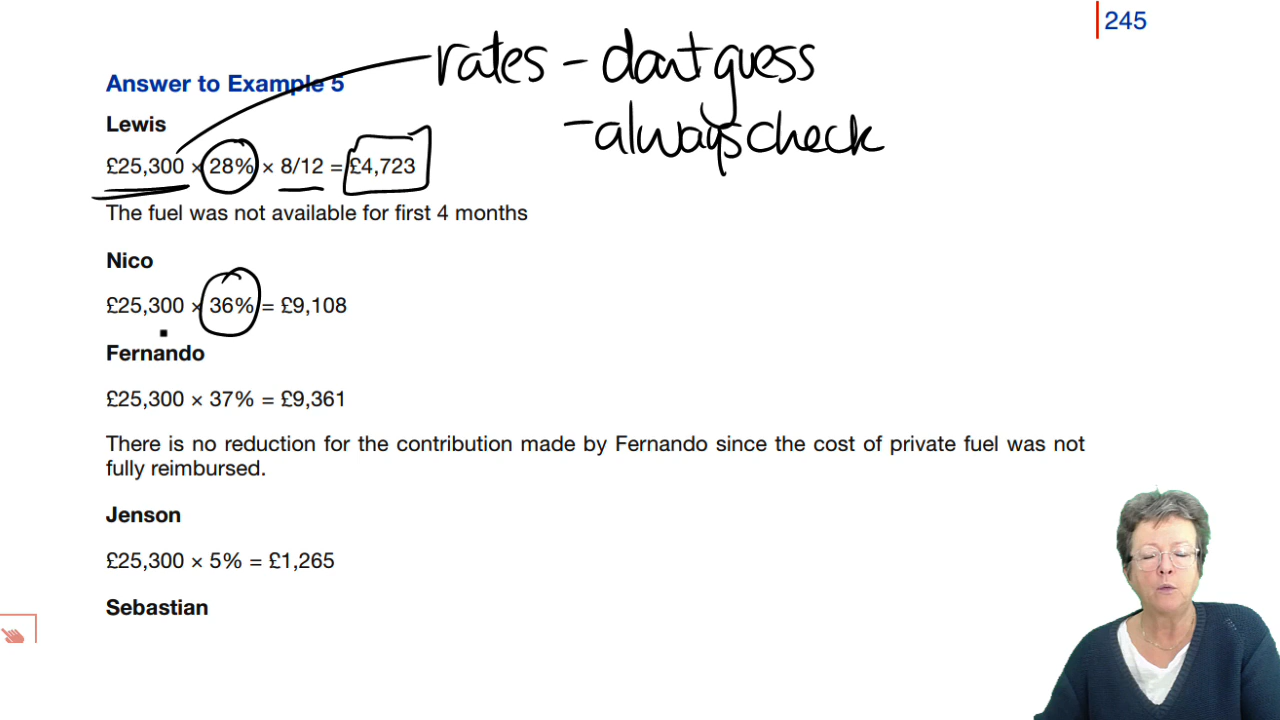 245
rates - don't guess
- always check
Answer to Example 5
Lewis
£25,300 × 28% × 8/12 = £4,723
The fuel was not available for first 4 months
Nico
£25,300 × 36% = £9,108
Fernando
£25,300 × 37% = £9,361
There is no reduction for the contribution made by Fernando since the cost of private fuel was not
fully reimbursed.
Jenson
£25,300 × 5% = £1,265
Sebastian